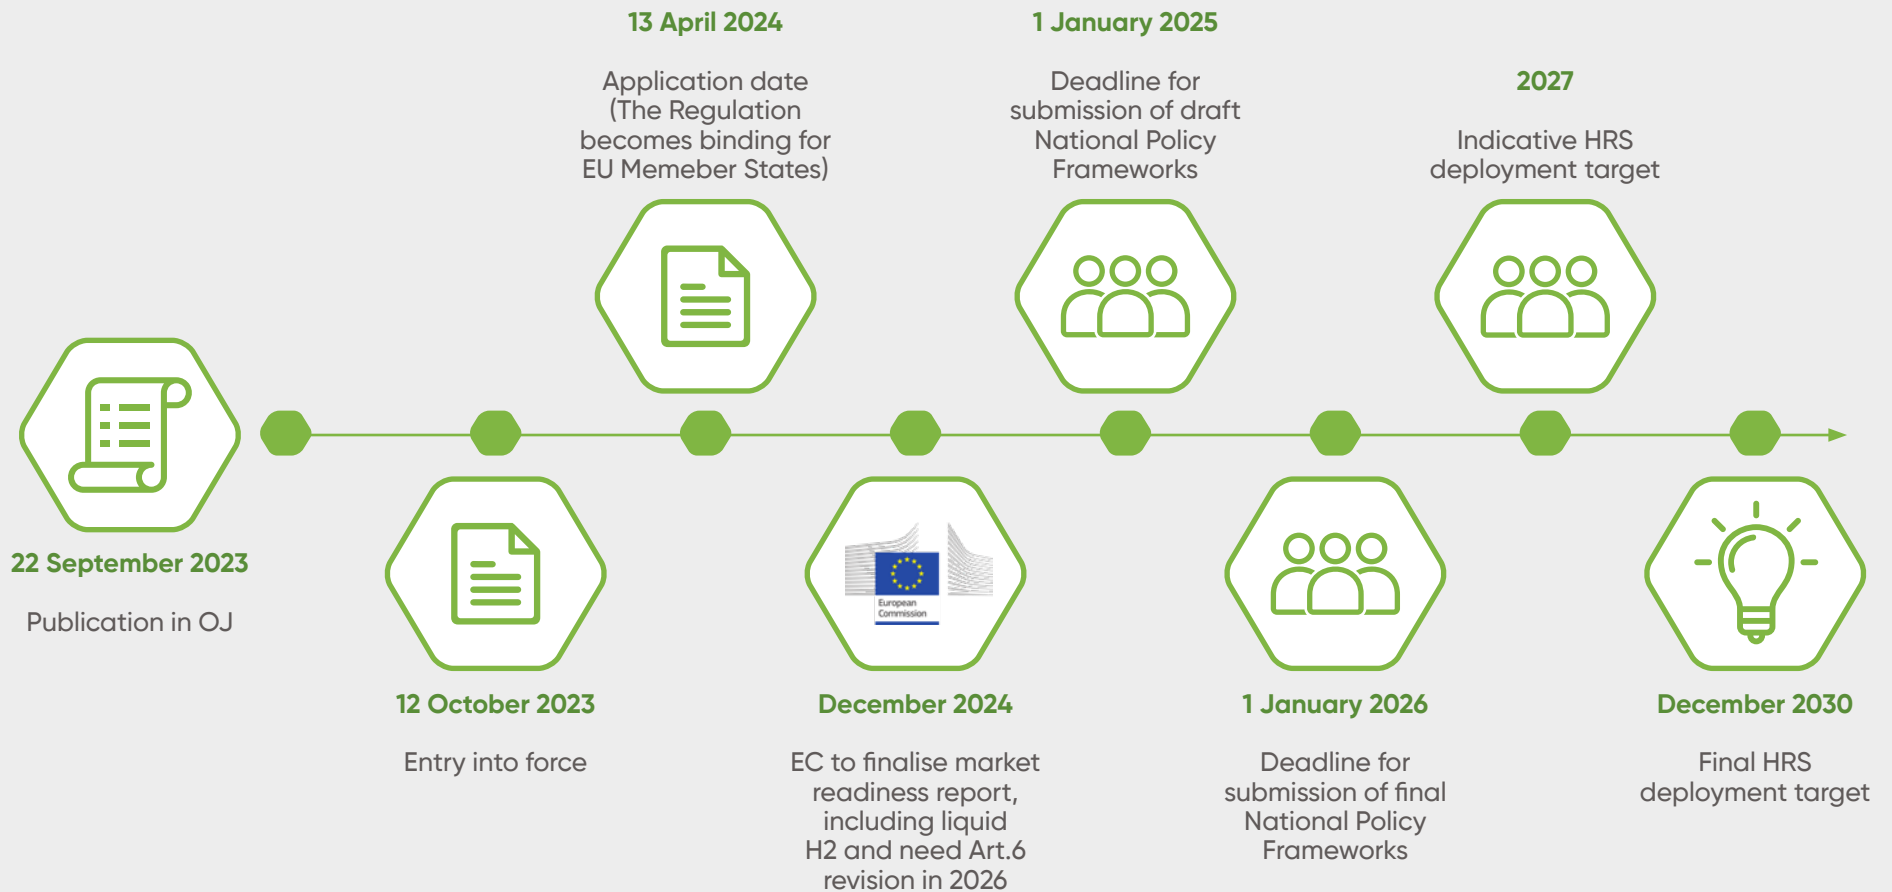 22 September 2023
Publication in OJ
12 October 2023
Entry into force
13 April 2024
Application date
(The Regulation
becomes binding for
EU Memeber States)
European
Commission
December 2024
EC to finalise market
readiness report,
including liquid
H2 and need Art.6
revision in 2026
1 January 2025
Deadline for
submission of draft
National Policy
Frameworks
1 January 2026
Deadline for
submission of final
National Policy
Frameworks
2027
Indicative HRS
deployment target
December 2030
Final HRS
deployment target